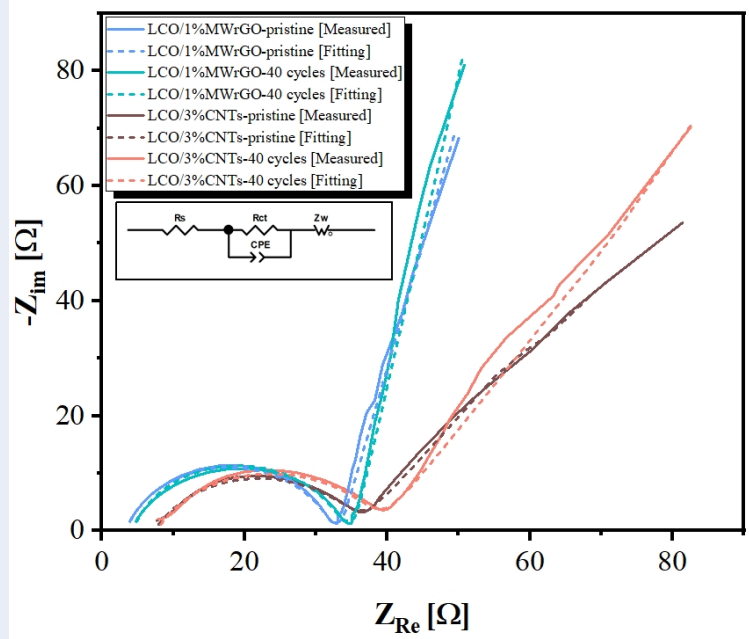 LCO/1%MWrGO-pristine [Measured]
LCO/1%MWrGO-pristine [Fitting]
LCO/1%MWrGO-40 cycles [Measured]
LCO/1%MWrGO-40 cycles [Fitting]
LCO/3%CNTs-pristine [Measured]
LCO/3%CNTs-pristine [Fitting]
LCO/3%CNTs-40 cycles [Measured]
LCO/3%CNTs-40 cycles [Fitting]
Rs Rct Zw
CPE
-Zim [Ω]
80
60
40
20
0
0 20 40 60 80
ZRe [Ω]